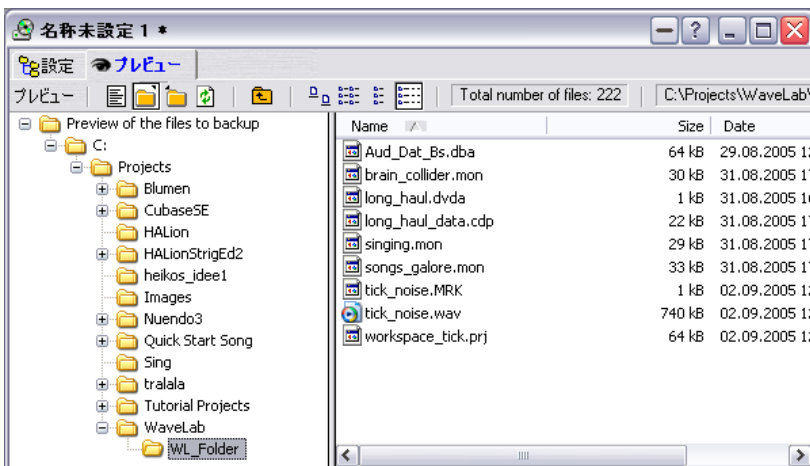 名称未設定 1 *
設定 プレビュー
プレビュー Total number of files: 222 C:\Projects\WaveLab\
Preview of the files to backup
C:
Projects
Blumen
CubaseSE
HALion
HALionStrigEd2
heikos_idee1
Images
Nuendo3
Quick Start Song
Sing
tralala
Tutorial Projects
WaveLab
WL_Folder
Name Size Date
Aud_Dat_Bs.dba 64 kB 29.08.2005
brain_collider.mon 30 kB 31.08.2005
long_haul.dvda 1 kB 31.08.2005
long_haul_data.cdp 22 kB 31.08.2005
singing.mon 29 kB 31.08.2005
songs_galore.mon 33 kB 31.08.2005
tick_noise.MRK 1 kB 02.09.2005
tick_noise.wav 740 kB 02.09.2005
workspace_tick.prj 64 kB 02.09.2005